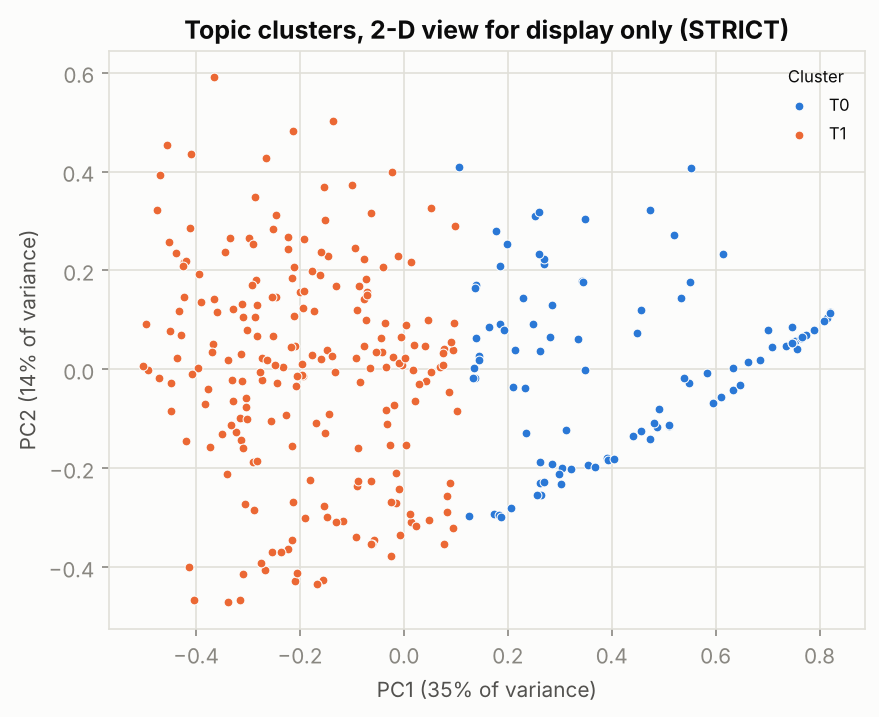 Topic clusters, 2-D view for display only (STRICT)
Cluster
T0
T1
0.6
0.4
0.2
0.0
−0.2
−0.4
PC2 (14% of variance)
−0.4
−0.2
0.0
0.2
0.4
0.6
0.8
PC1 (35% of variance)